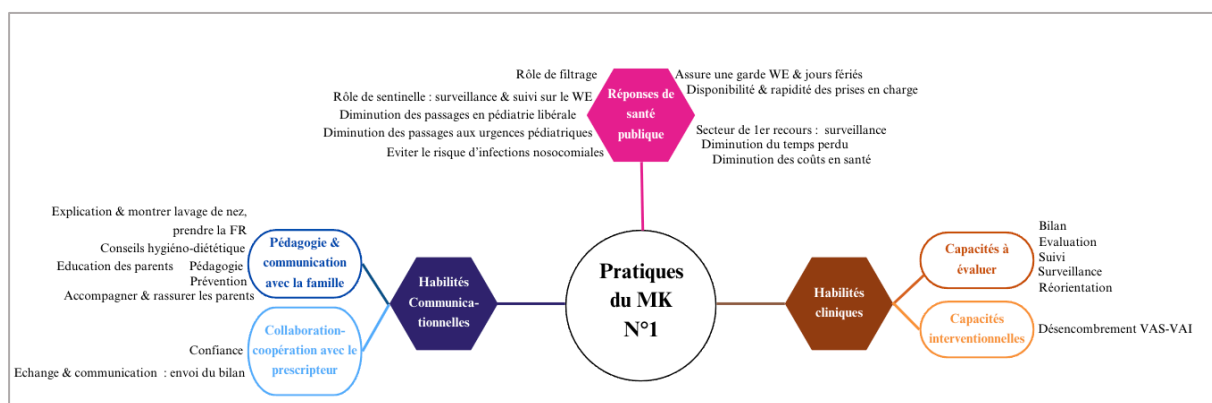 Rôle de filtrage
Rôle de sentinelle : surveillance & suivi sur le WE
Diminution des passages en pédiatrie libérale
Diminution des passages aux urgences pédiatriques
Eviter le risque d'infections nosocomiales
Réponses de
santé
publique
Assure une garde WE & jours fériés
Disponibilité & rapidité des prises en charge
Secteur de 1er recours : surveillance
Diminution du temps perdu
Diminution des coûts en santé
Explication & montrer lavage de nez,
prendre la FR
Conseils hygiéno-diététique
Education des parents Pédagogie
Prévention
Accompagner & rassurer les parents
Pédagogie &
communication
avec la famille
Confiance
Echange & communication : envoi du bilan
Collaboration-
coopération avec le
prescripteur
Habilités
Communica-
tionnelles
Pratiques
du MK
N°1
Habilités
cliniques
Capacités à
évaluer
Bilan
Evaluation
Suivi
Surveillance
Réorientation
Capacités
interventionnelles
Désencombrement VAS-VAI